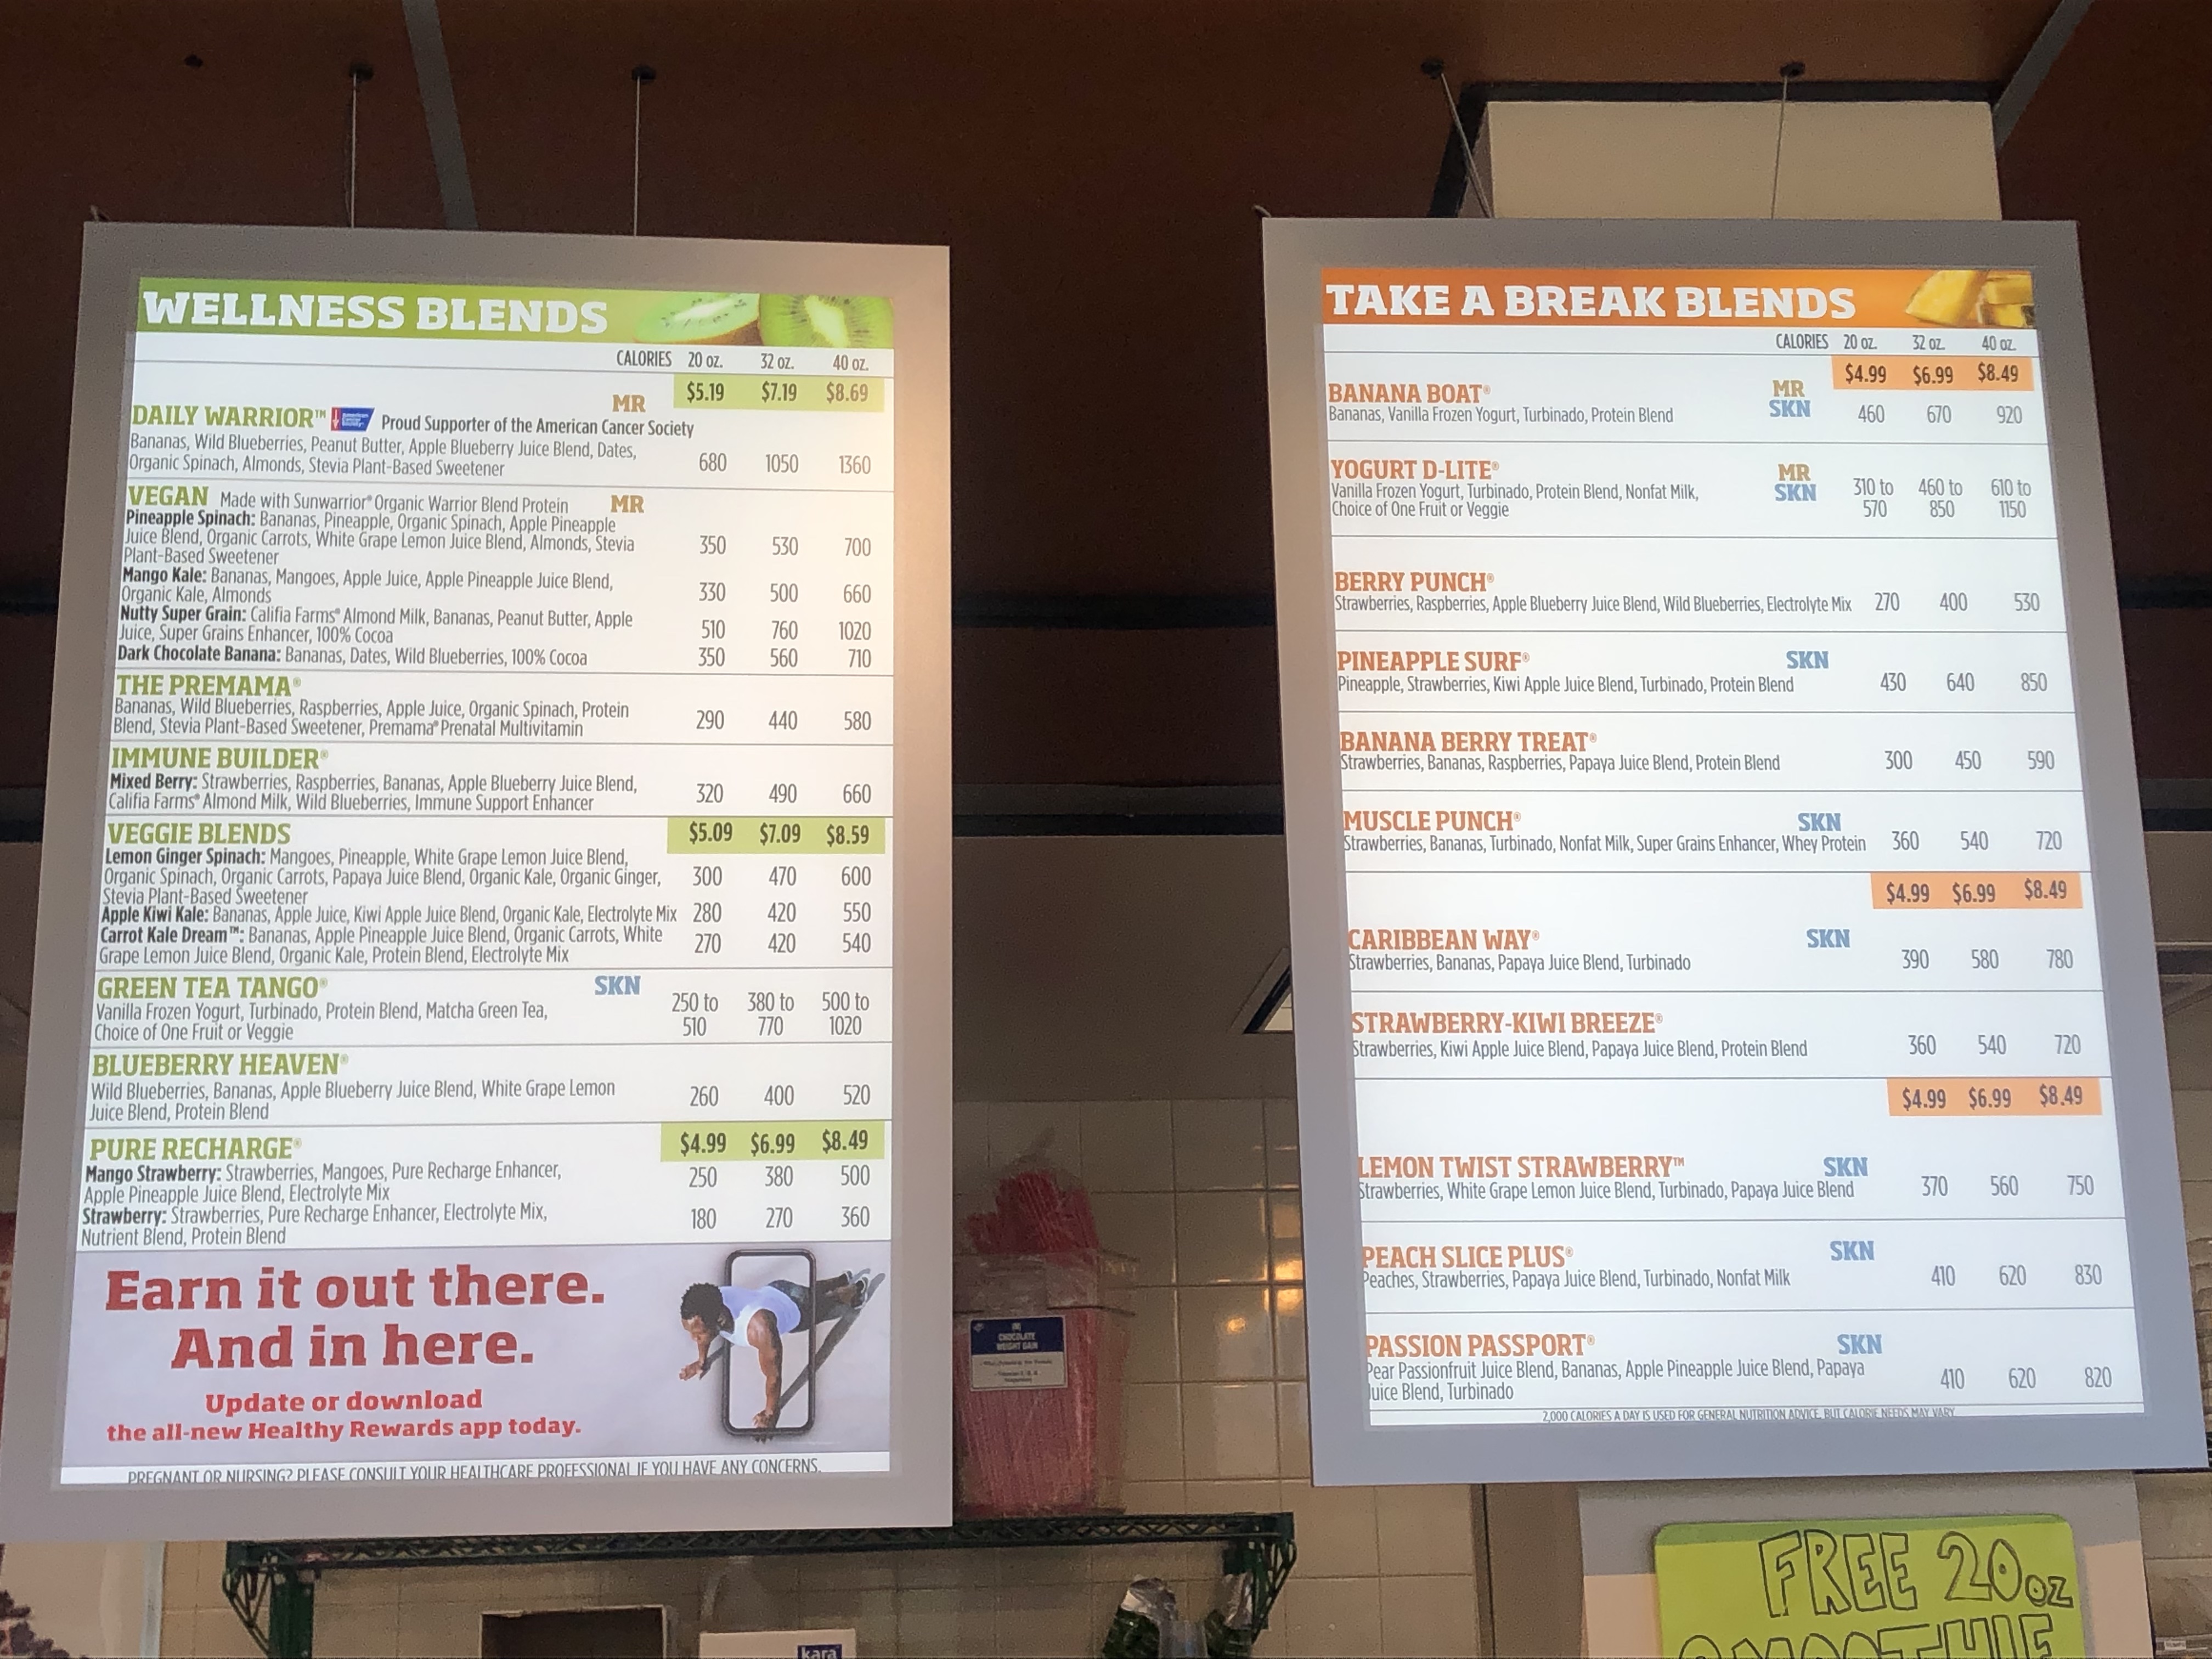 WELLNESS BLENDS
CALORIES 20 oz. 32 oz. 40 oz.
$5.19 $7.19 $8.69
MR
DAILY WARRIOR™ American Cancer Society Proud Supporter of the American Cancer Society
Bananas, Wild Blueberries, Peanut Butter, Apple Blueberry Juice Blend, Dates,
Organic Spinach, Almonds, Stevia Plant-Based Sweetener 680 1050 1360
VEGAN Made with Sunwarrior® Organic Warrior Blend Protein MR
Pineapple Spinach: Bananas, Pineapple, Organic Spinach, Apple Pineapple
Juice Blend, Organic Carrots, White Grape Lemon Juice Blend, Almonds, Stevia 350 530 700
Plant-Based Sweetener
Mango Kale: Bananas, Mangoes, Apple Juice, Apple Pineapple Juice Blend,
Organic Kale, Almonds 330 500 660
Nutty Super Grain: Califia Farms® Almond Milk, Bananas, Peanut Butter, Apple
Juice, Super Grains Enhancer, 100% Cocoa 510 760 1020
Dark Chocolate Banana: Bananas, Dates, Wild Blueberries, 100% Cocoa 350 560 710
THE PREMAMA®
Bananas, Wild Blueberries, Raspberries, Apple Juice, Organic Spinach, Protein
Blend, Stevia Plant-Based Sweetener, Premama® Prenatal Multivitamin 290 440 580
IMMUNE BUILDER®
Mixed Berry: Strawberries, Raspberries, Bananas, Apple Blueberry Juice Blend,
Califia Farms® Almond Milk, Wild Blueberries, Immune Support Enhancer 320 490 660
VEGGIE BLENDS $5.09 $7.09 $8.59
Lemon Ginger Spinach: Mangoes, Pineapple, White Grape Lemon Juice Blend,
Organic Spinach, Organic Carrots, Papaya Juice Blend, Organic Kale, Organic Ginger, 300 470 600
Stevia Plant-Based Sweetener
Apple Kiwi Kale: Bananas, Apple Juice, Kiwi Apple Juice Blend, Organic Kale, Electrolyte Mix 280 420 550
Carrot Kale Dream™: Bananas, Apple Pineapple Juice Blend, Organic Carrots, White
Grape Lemon Juice Blend, Organic Kale, Protein Blend, Electrolyte Mix 270 420 540
GREEN TEA TANGO® SKN
Vanilla Frozen Yogurt, Turbinado, Protein Blend, Matcha Green Tea, 250 to 380 to 500 to
Choice of One Fruit or Veggie 510 770 1020
BLUEBERRY HEAVEN®
Wild Blueberries, Bananas, Apple Blueberry Juice Blend, White Grape Lemon
Juice Blend, Protein Blend 260 400 520
PURE RECHARGE® $4.99 $6.99 $8.49
Mango Strawberry: Strawberries, Mangoes, Pure Recharge Enhancer,
Apple Pineapple Juice Blend, Electrolyte Mix 250 380 500
Strawberry: Strawberries, Pure Recharge Enhancer, Electrolyte Mix,
Nutrient Blend, Protein Blend 180 270 360
Earn it out there.
And in here.
Update or download
the all-new Healthy Rewards app today.
PREGNANT OR NURSING? PLEASE CONSULT YOUR HEALTHCARE PROFESSIONAL IF YOU HAVE ANY CONCERNS.
TAKE A BREAK BLENDS
CALORIES 20 oz. 32 oz. 40 oz.
$4.99 $6.99 $8.49
BANANA BOAT® MR
SKN
Bananas, Vanilla Frozen Yogurt, Turbinado, Protein Blend 460 670 920
YOGURT D-LITE® MR
SKN
Vanilla Frozen Yogurt, Turbinado, Protein Blend, Nonfat Milk, 310 to 460 to 610 to
Choice of One Fruit or Veggie 570 850 1150
BERRY PUNCH®
Strawberries, Raspberries, Apple Blueberry Juice Blend, Wild Blueberries, Electrolyte Mix 270 400 530
PINEAPPLE SURF® SKN
Pineapple, Strawberries, Kiwi Apple Juice Blend, Turbinado, Protein Blend 430 640 850
BANANA BERRY TREAT®
Strawberries, Bananas, Raspberries, Papaya Juice Blend, Protein Blend 300 450 590
MUSCLE PUNCH® SKN
Strawberries, Bananas, Turbinado, Nonfat Milk, Super Grains Enhancer, Whey Protein 360 540 720
$4.99 $6.99 $8.49
CARIBBEAN WAY® SKN
Strawberries, Bananas, Papaya Juice Blend, Turbinado 390 580 780
STRAWBERRY-KIWI BREEZE®
Strawberries, Kiwi Apple Juice Blend, Papaya Juice Blend, Protein Blend 360 540 720
$4.99 $6.99 $8.49
LEMON TWIST STRAWBERRY™ SKN
Strawberries, White Grape Lemon Juice Blend, Turbinado, Papaya Juice Blend 370 560 750
PEACH SLICE PLUS® SKN
Peaches, Strawberries, Papaya Juice Blend, Turbinado, Nonfat Milk 410 620 830
PASSION PASSPORT® SKN
Pear Passionfruit Juice Blend, Bananas, Apple Pineapple Juice Blend, Papaya
Juice Blend, Turbinado 410 620 820
2,000 CALORIES A DAY IS USED FOR GENERAL NUTRITION ADVICE, BUT CALORIE NEEDS MAY VARY
CHOCOLATE
WEIGHT GAIN
kara
FREE 20oz
SMOOTHIE